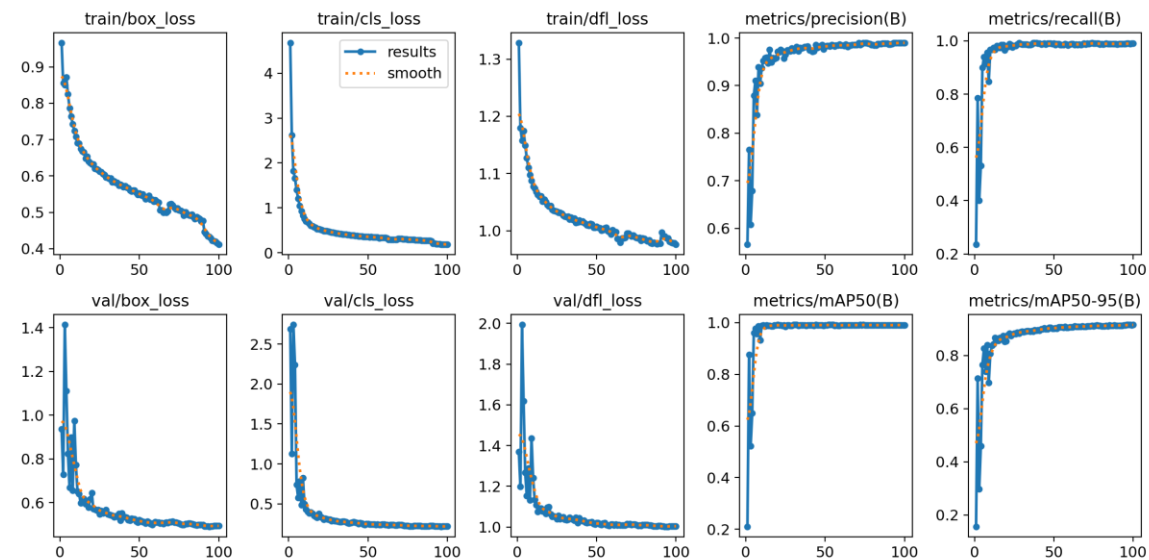 train/box_loss
train/cls_loss
train/dfl_loss
metrics/precision(B)
metrics/recall(B)
results
smooth
0.9
0.8
0.7
0.6
0.5
0.4
0 50 100
4
3
2
1
0
0 50 100
1.3
1.2
1.1
1.0
0 50 100
1.0
0.9
0.8
0.7
0.6
0 50 100
1.0
0.8
0.6
0.4
0.2
0 50 100
val/box_loss
val/cls_loss
val/dfl_loss
metrics/mAP50(B)
metrics/mAP50-95(B)
1.4
1.2
1.0
0.8
0.6
0 50 100
2.5
2.0
1.5
1.0
0.5
0 50 100
2.0
1.8
1.6
1.4
1.2
1.0
0 50 100
1.0
0.8
0.6
0.4
0.2
0 50 100
0.8
0.6
0.4
0.2
0 50 100